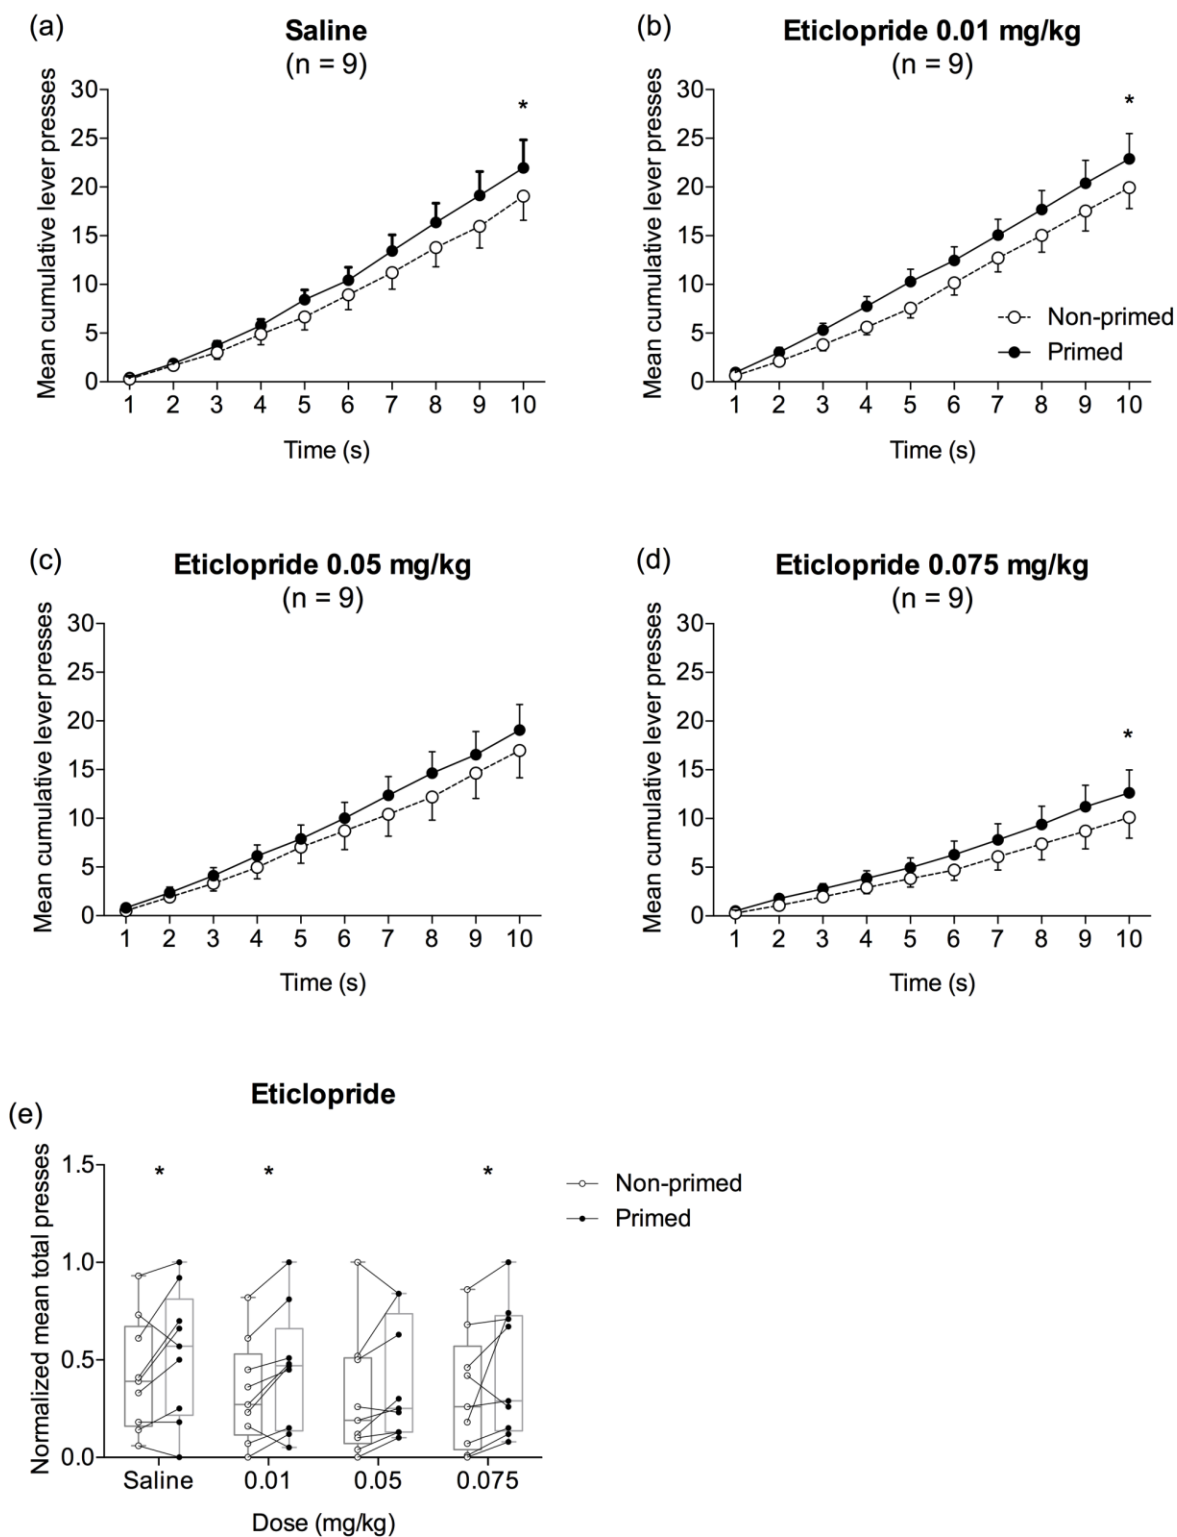 (a)
Saline
(n = 9)
Mean cumulative lever presses
30
25
20
15
10
5
0
*
1 2 3 4 5 6 7 8 9 10
Time (s)
(b)
Eticlopride 0.01 mg/kg
(n = 9)
Mean cumulative lever presses
30
25
20
15
10
5
0
*
Non-primed
Primed
1 2 3 4 5 6 7 8 9 10
Time (s)
(c)
Eticlopride 0.05 mg/kg
(n = 9)
Mean cumulative lever presses
30
25
20
15
10
5
0
1 2 3 4 5 6 7 8 9 10
Time (s)
(d)
Eticlopride 0.075 mg/kg
(n = 9)
Mean cumulative lever presses
30
25
20
15
10
5
0
*
1 2 3 4 5 6 7 8 9 10
Time (s)
(e)
Eticlopride
Normalized mean total presses
1.5
1.0
0.5
0.0
* * *
Non-primed
Primed
Saline 0.01 0.05 0.075
Dose (mg/kg)